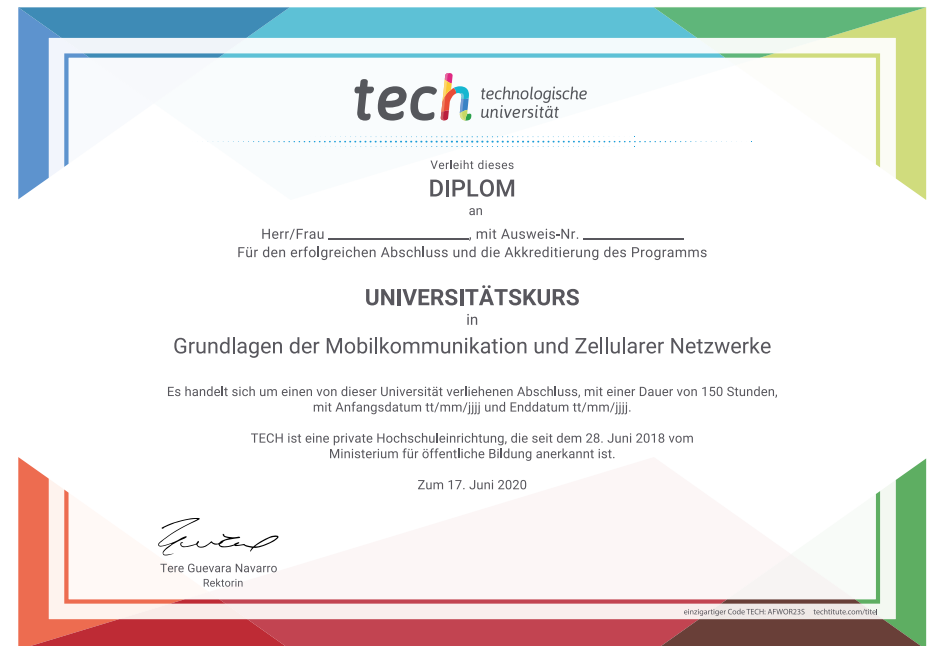 tech technologische
universität
Verleiht dieses
DIPLOM
an
Herr/Frau ____________________, mit Ausweis-Nr. ______________
Für den erfolgreichen Abschluss und die Akkreditierung des Programms
UNIVERSITÄTSKURS
in
Grundlagen der Mobilkommunikation und Zellularer Netzwerke
Es handelt sich um einen von dieser Universität verliehenen Abschluss, mit einer Dauer von 150 Stunden,
mit Anfangsdatum tt/mm/jjjj und Enddatum tt/mm/jjjj.
TECH ist eine private Hochschuleinrichtung, die seit dem 28. Juni 2018 vom
Ministerium für öffentliche Bildung anerkannt ist.
Zum 17. Juni 2020
Tere Guevara Navarro
Rektorin
einzigartiger Code TECH: AFWOR23S techtitute.com/titel